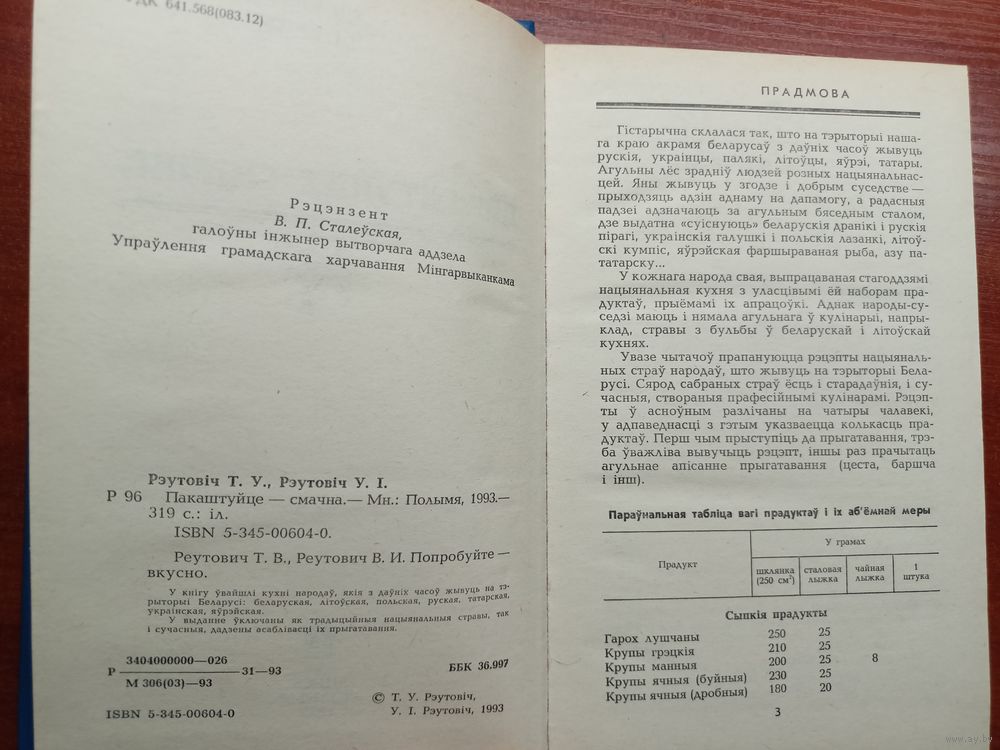 УДК 641.568(083.12)
Рэцэнзент
В. П. Сталеўская,
галоўны інжынер вытворчага аддзела
Упраўлення грамадскага харчавання Мінгарвыканкама
Рэутовіч Т. У., Рэутовіч У. І.
Р 96 Пакаштуйце — смачна.— Мн.: Полымя, 1993.—
319 с.: іл.
ISBN 5-345-00604-0.
Реутович Т. В., Реутович В. И. Попробуйте —
вкусно.
У кнігу ўвайшлі кухні народаў, якія з даўніх часоў жывуць на тэ-
рыторыі Беларусі: беларуская, літоўская, польская, руская, татарская,
украінская, яўрэйская.
У выданне ўключаны як традыцыйныя нацыянальныя стравы, так
і сучасныя, дадзены асаблівасці іх прыгатавання.
Р 3404000000—026 31—93
М 306(03)—93
ББК 36.997
ISBN 5-345-00604-0
© Т. У. Рэутовіч,
У. І. Рэутовіч, 1993
ПРАДМОВА
Гістарычна склалася так, што на тэрыторыі наша-
га краю акрамя беларусаў з даўніх часоў жывуць
рускія, украінцы, палякі, літоўцы, яўрэі, татары.
Агульны лёс зрадніў людзей розных нацыянальнас-
цей. Яны жывуць у згодзе і добрым суседстве —
прыходзяць адзін аднаму на дапамогу, а радасныя
падзеі адзначаюць за агульным бяседным сталом,
дзе выдатна «суіснуюць» беларускія дранікі і рускія
пірагі, украінскія галушкі і польскія лазанкі, літоў-
скі кумпіс, яўрэйская фаршыраваная рыба, азу па-
татарску...
У кожнага народа свая, выпрацаваная стагоддзямі
нацыянальная кухня з уласцівымі ёй наборам пра-
дуктаў, прыёмамі іх апрацоўкі. Аднак народы-су-
седзі маюць і нямала агульнага ў кулінарыі, напры-
клад, стравы з бульбы ў беларускай і літоўскай
кухнях.
Увазе чытачоў прапануюцца рэцэпты нацыяналь-
ных страў народаў, што жывуць на тэрыторыі Бела-
русі. Сярод сабраных страў ёсць і старадаўнія, і су-
часныя, створаныя прафесійнымі кулінарамі. Рэцэп-
ты ў асноўным разлічаны на чатыры чалавекі,
у адпаведнасці з гэтым указваецца колькасць пра-
дуктаў. Перш чым прыступіць да прыгатавання, трэ-
ба ўважліва вывучыць рэцэпт, іншы раз прачытаць
агульнае апісанне прыгатавання (цеста, баршча
і інш).
Параўнальная табліца вагі прадуктаў і іх аб'ёмнай меры
Прадукт
У грамах
шклянка (250 см³) сталовая лыжка чайная лыжка 1 штука
Сыпкія прадукты
Гарох лушчаны 250 25
Крупы грэцкія 210 25
Крупы манныя 200 25 8
Крупы ячныя (буйныя) 230 25
Крупы ячныя (дробныя) 180 20
3
www.ay.by